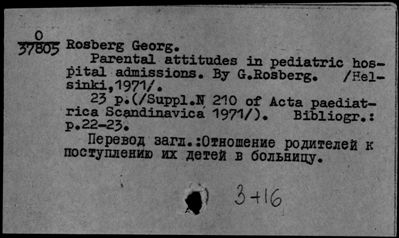 0
37805
Rosberg Georg.
Parental attitudes in pediatric hos-
pital admissions. By G.Rosberg. /Hel-
sinki,1971/.
23 p.(/Suppl.N 210 of Acta paediat-
rica Scandinavica 1971/). Bibliogr.:
p.22-23.
Перевод загл.:Отношение родителей к
поступлению их детей в больницу.
3+16